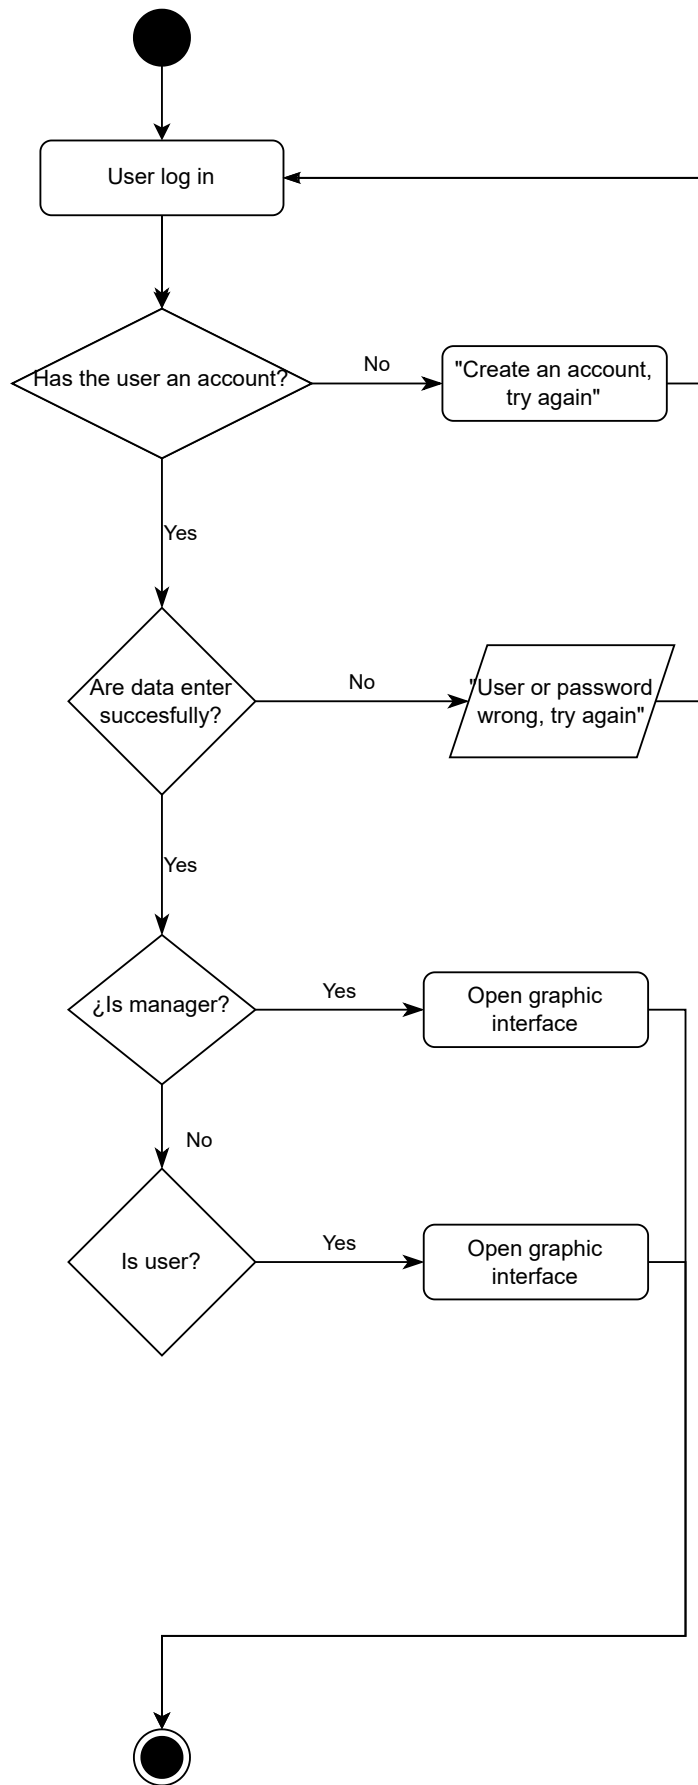 User log in
Has the user an account?
No
"Create an account,
try again"
Yes
Are data enter
succesfully?
No
"User or password
wrong, try again"
Yes
¿Is manager?
Yes
Open graphic
interface
No
Is user?
Yes
Open graphic
interface